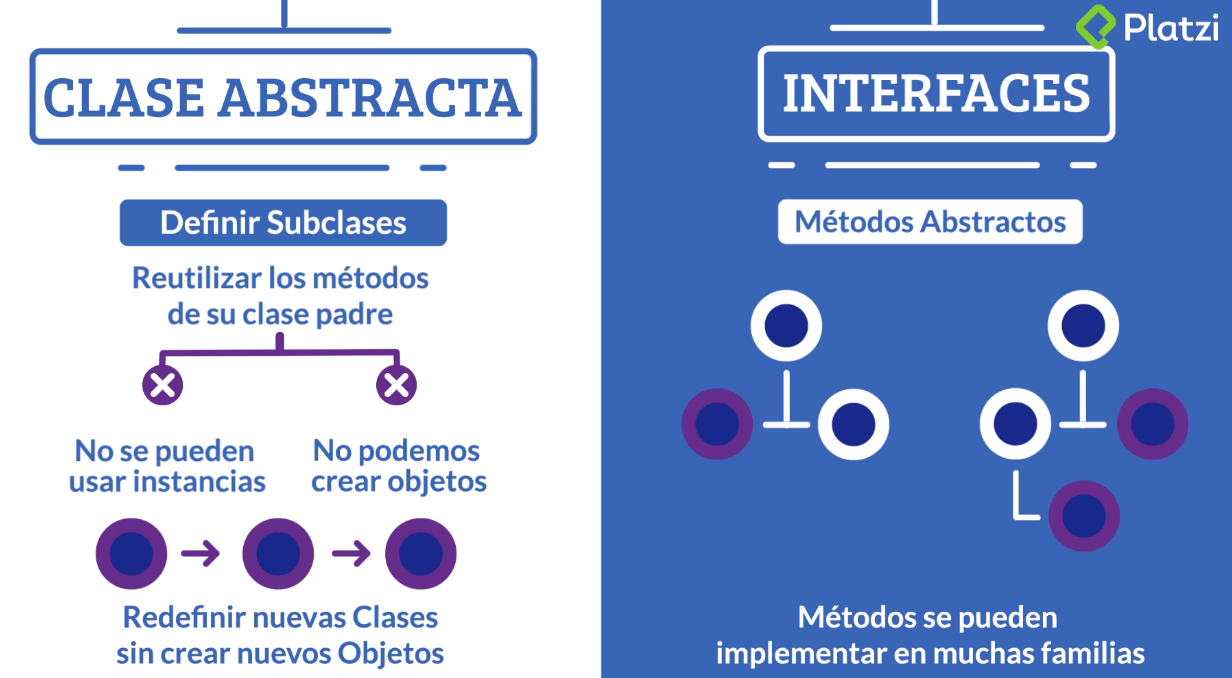 CLASE ABSTRACTA
Definir Subclases
Reutilizar los métodos
de su clase padre
No se pueden
usar instancias
No podemos
crear objetos
Redefinir nuevas Clases
sin crear nuevos Objetos
Platzi
INTERFACES
Métodos Abstractos
Métodos se pueden
implementar en muchas familias